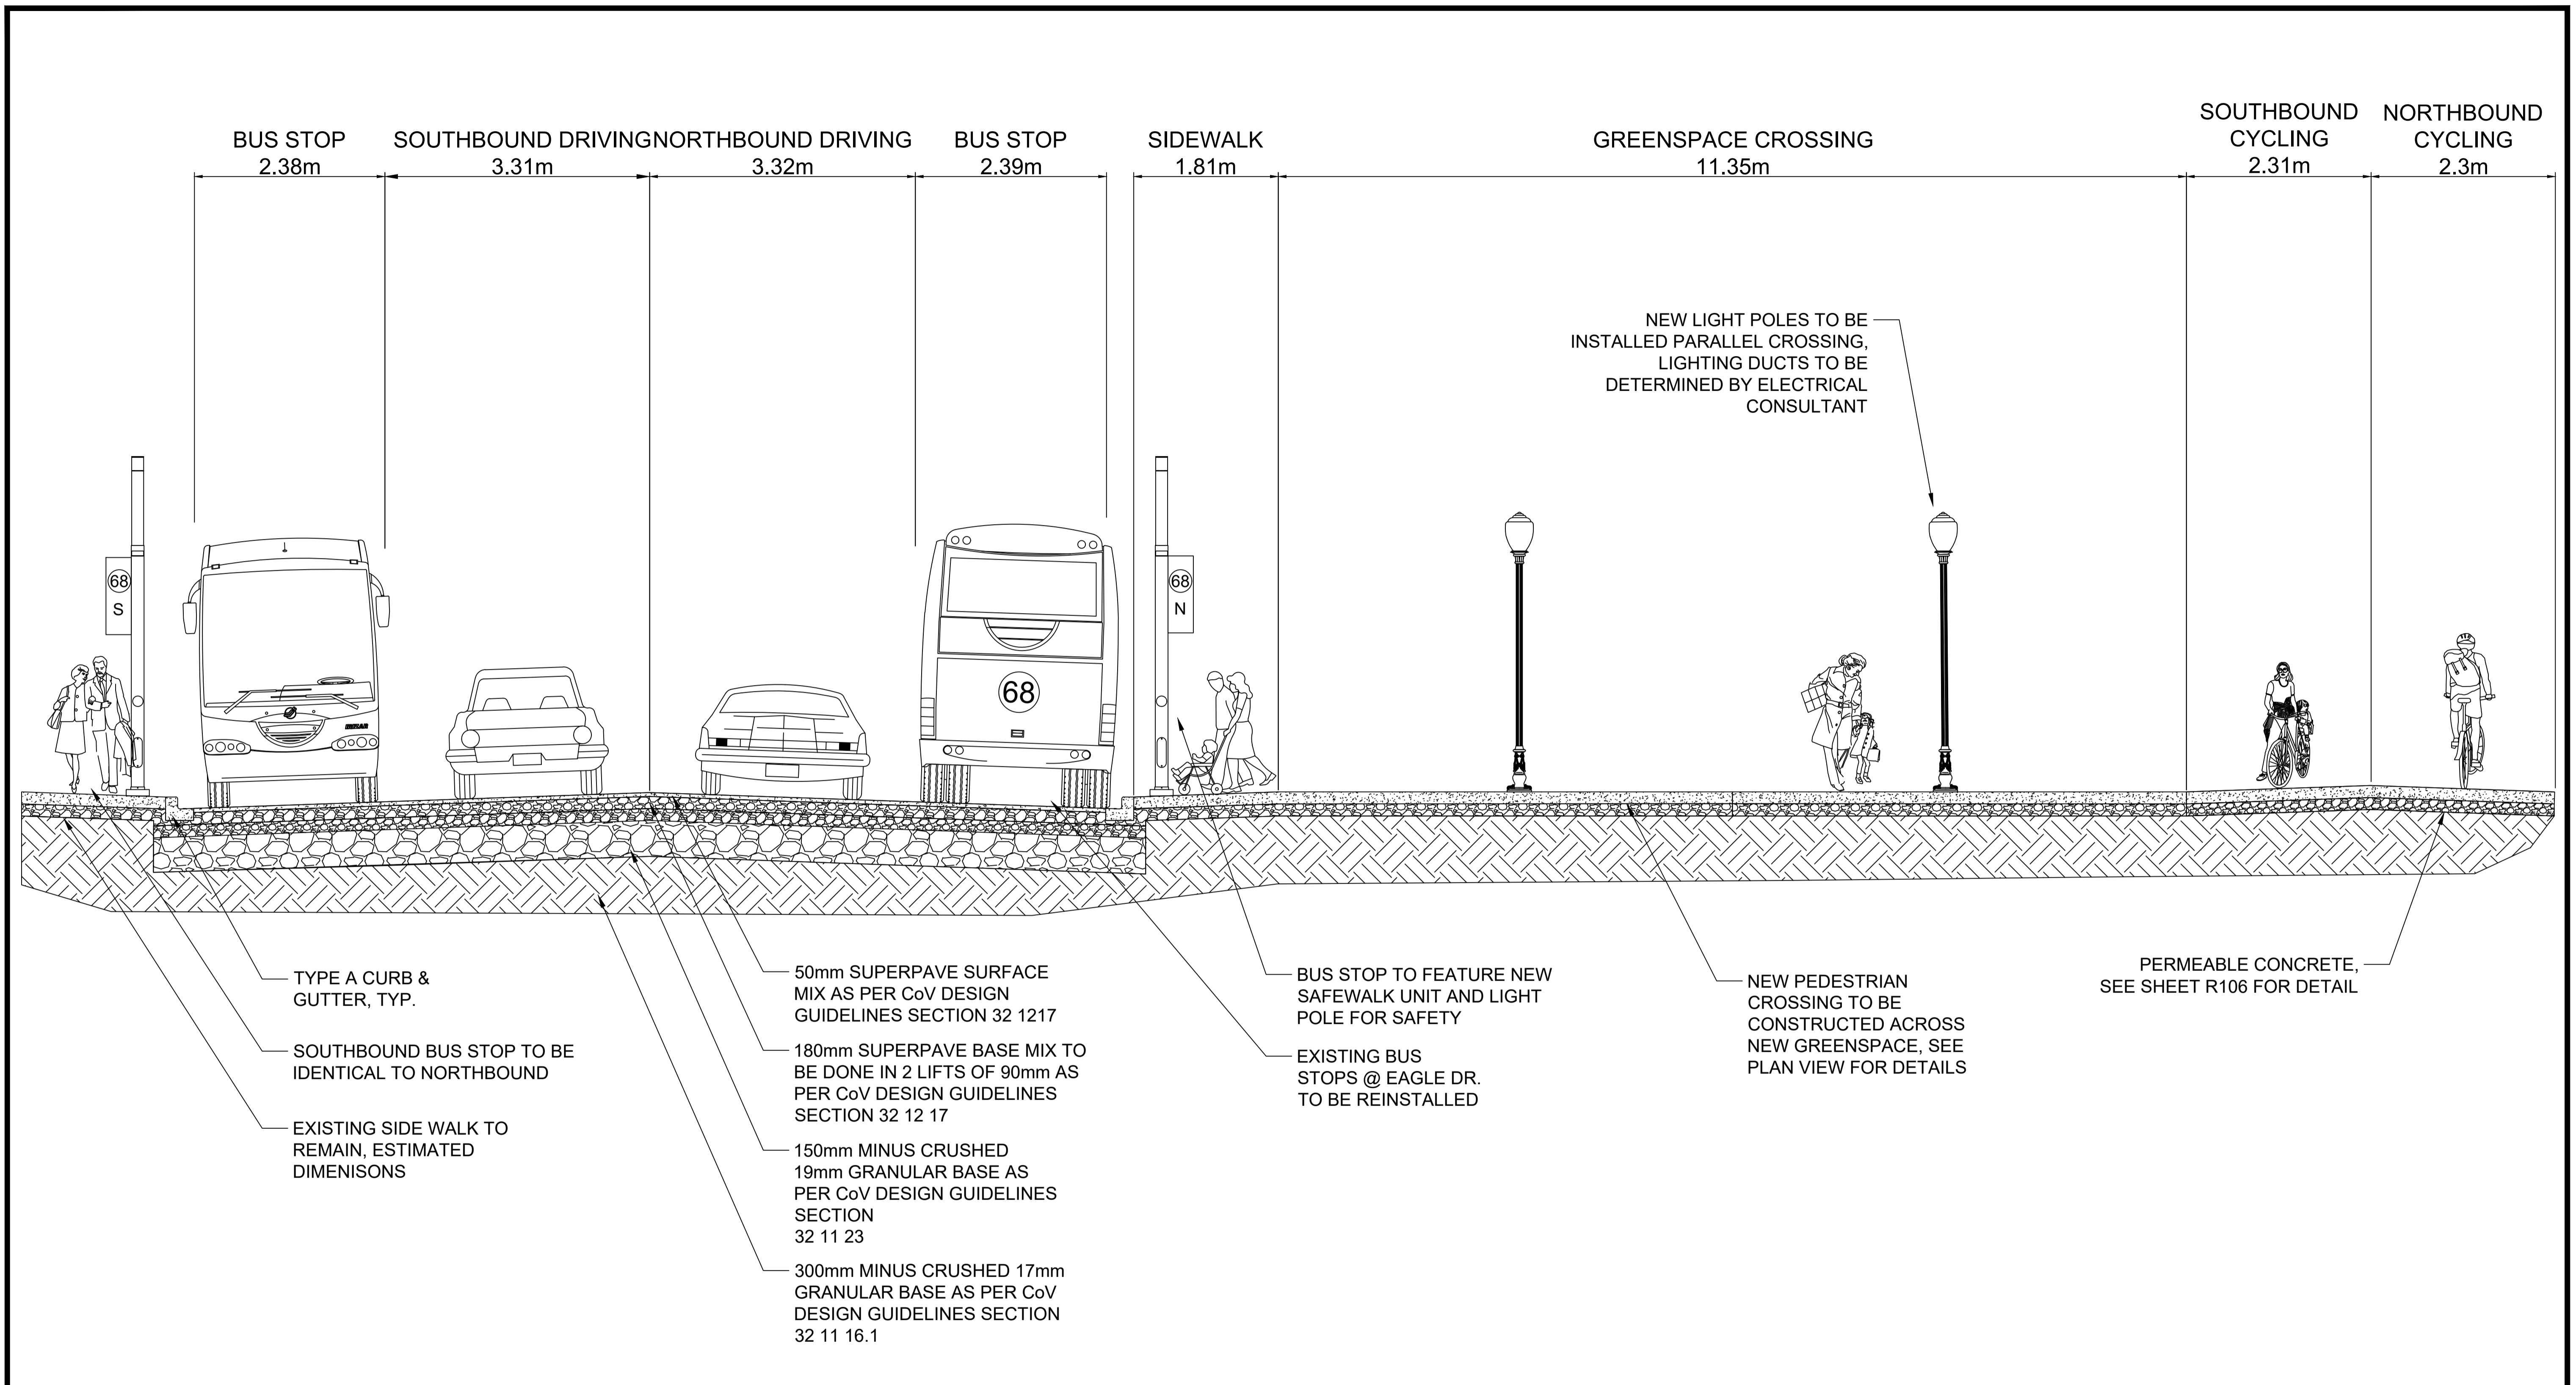 BUS STOP
2.38m
SOUTHBOUND DRIVING
3.31m
NORTHBOUND DRIVING
3.32m
BUS STOP
2.39m
SIDEWALK
1.81m
GREENSPACE CROSSING
11.35m
SOUTHBOUND
CYCLING
2.31m
NORTHBOUND
CYCLING
2.3m
NEW LIGHT POLES TO BE
INSTALLED PARALLEL CROSSING,
LIGHTING DUCTS TO BE
DETERMINED BY ELECTRICAL
CONSULTANT
68
S
68
68
N
TYPE A CURB &
GUTTER, TYP.
SOUTHBOUND BUS STOP TO BE
IDENTICAL TO NORTHBOUND
EXISTING SIDE WALK TO
REMAIN, ESTIMATED
DIMENISONS
50mm SUPERPAVE SURFACE
MIX AS PER CoV DESIGN
GUIDELINES SECTION 32 1217
180mm SUPERPAVE BASE MIX TO
BE DONE IN 2 LIFTS OF 90mm AS
PER CoV DESIGN GUIDELINES
SECTION 32 12 17
150mm MINUS CRUSHED
19mm GRANULAR BASE AS
PER CoV DESIGN GUIDELINES
SECTION
32 11 23
300mm MINUS CRUSHED 17mm
GRANULAR BASE AS PER CoV
DESIGN GUIDELINES SECTION
32 11 16.1
BUS STOP TO FEATURE NEW
SAFEWALK UNIT AND LIGHT
POLE FOR SAFETY
EXISTING BUS
STOPS @ EAGLE DR.
TO BE REINSTALLED
NEW PEDESTRIAN
CROSSING TO BE
CONSTRUCTED ACROSS
NEW GREENSPACE, SEE
PLAN VIEW FOR DETAILS
PERMEABLE CONCRETE,
SEE SHEET R106 FOR DETAIL